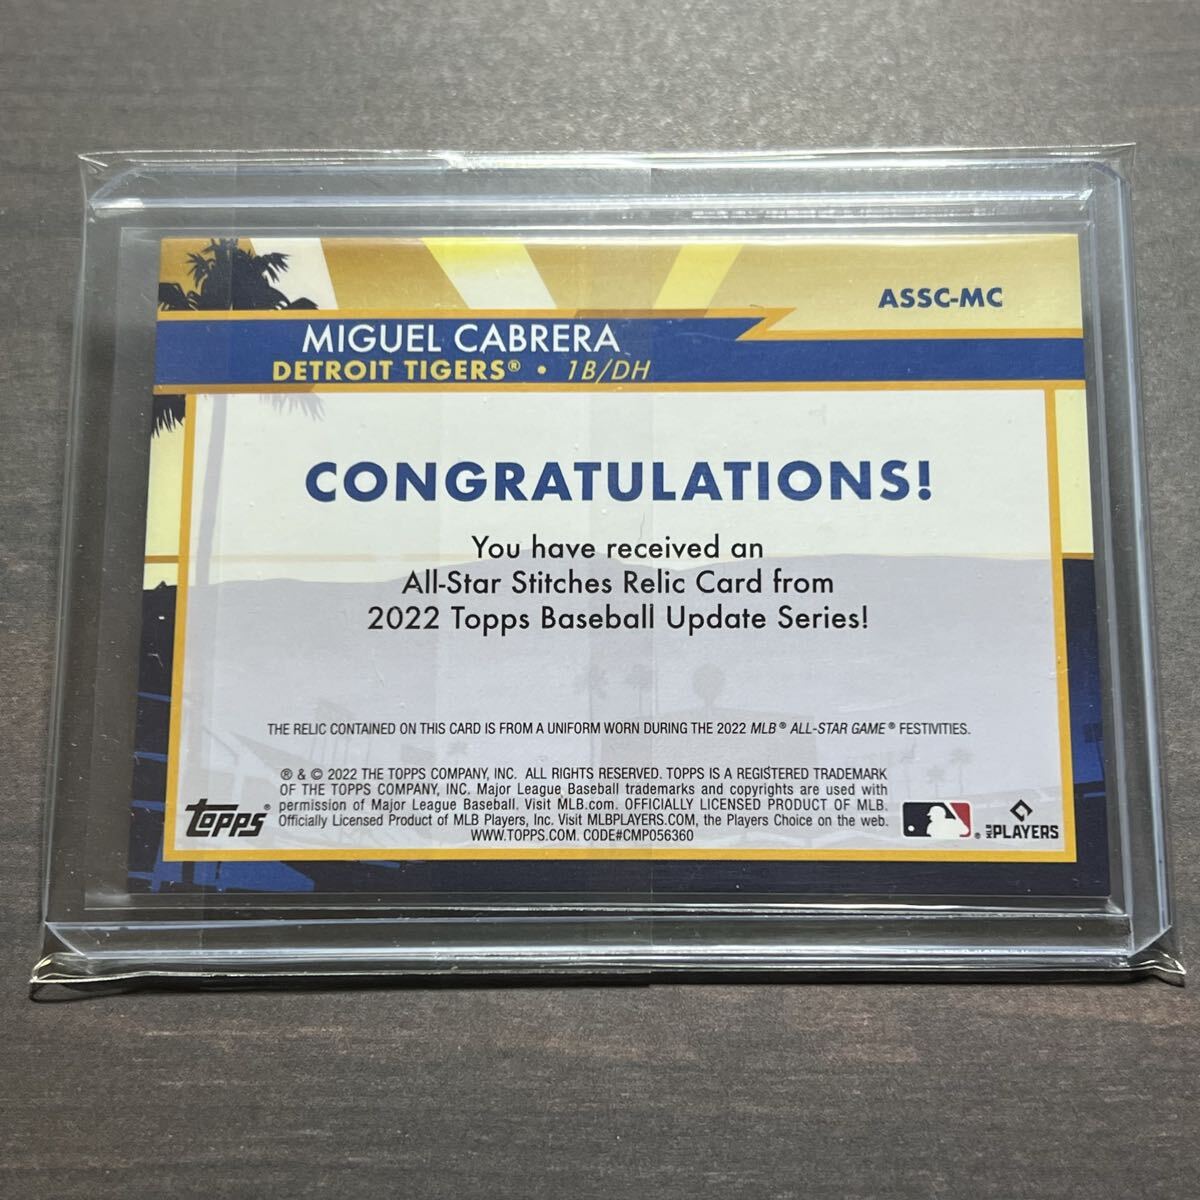 ASSC-MC
MIGUEL CABRERA
DETROIT TIGERS® • 1B/DH
CONGRATULATIONS!
You have received an
All-Star Stitches Relic Card from
2022 Topps Baseball Update Series!
THE RELIC CONTAINED ON THIS CARD IS FROM A UNIFORM WORN DURING THE 2022 MLB® ALL-STAR GAME® FESTIVITIES.
® & © 2022 THE TOPPS COMPANY, INC. ALL RIGHTS RESERVED. TOPPS IS A REGISTERED TRADEMARK
OF THE TOPPS COMPANY, INC. Major League Baseball trademarks and copyrights are used with
permission of Major League Baseball. Visit MLB.com. OFFICIALLY LICENSED PRODUCT OF MLB.
Officially Licensed Product of MLB Players, Inc. Visit MLBPLAYERS.COM, the Players Choice on the web.
WWW.TOPPS.COM. CODE#CMP056360
topps®
®
MLB PLAYERS